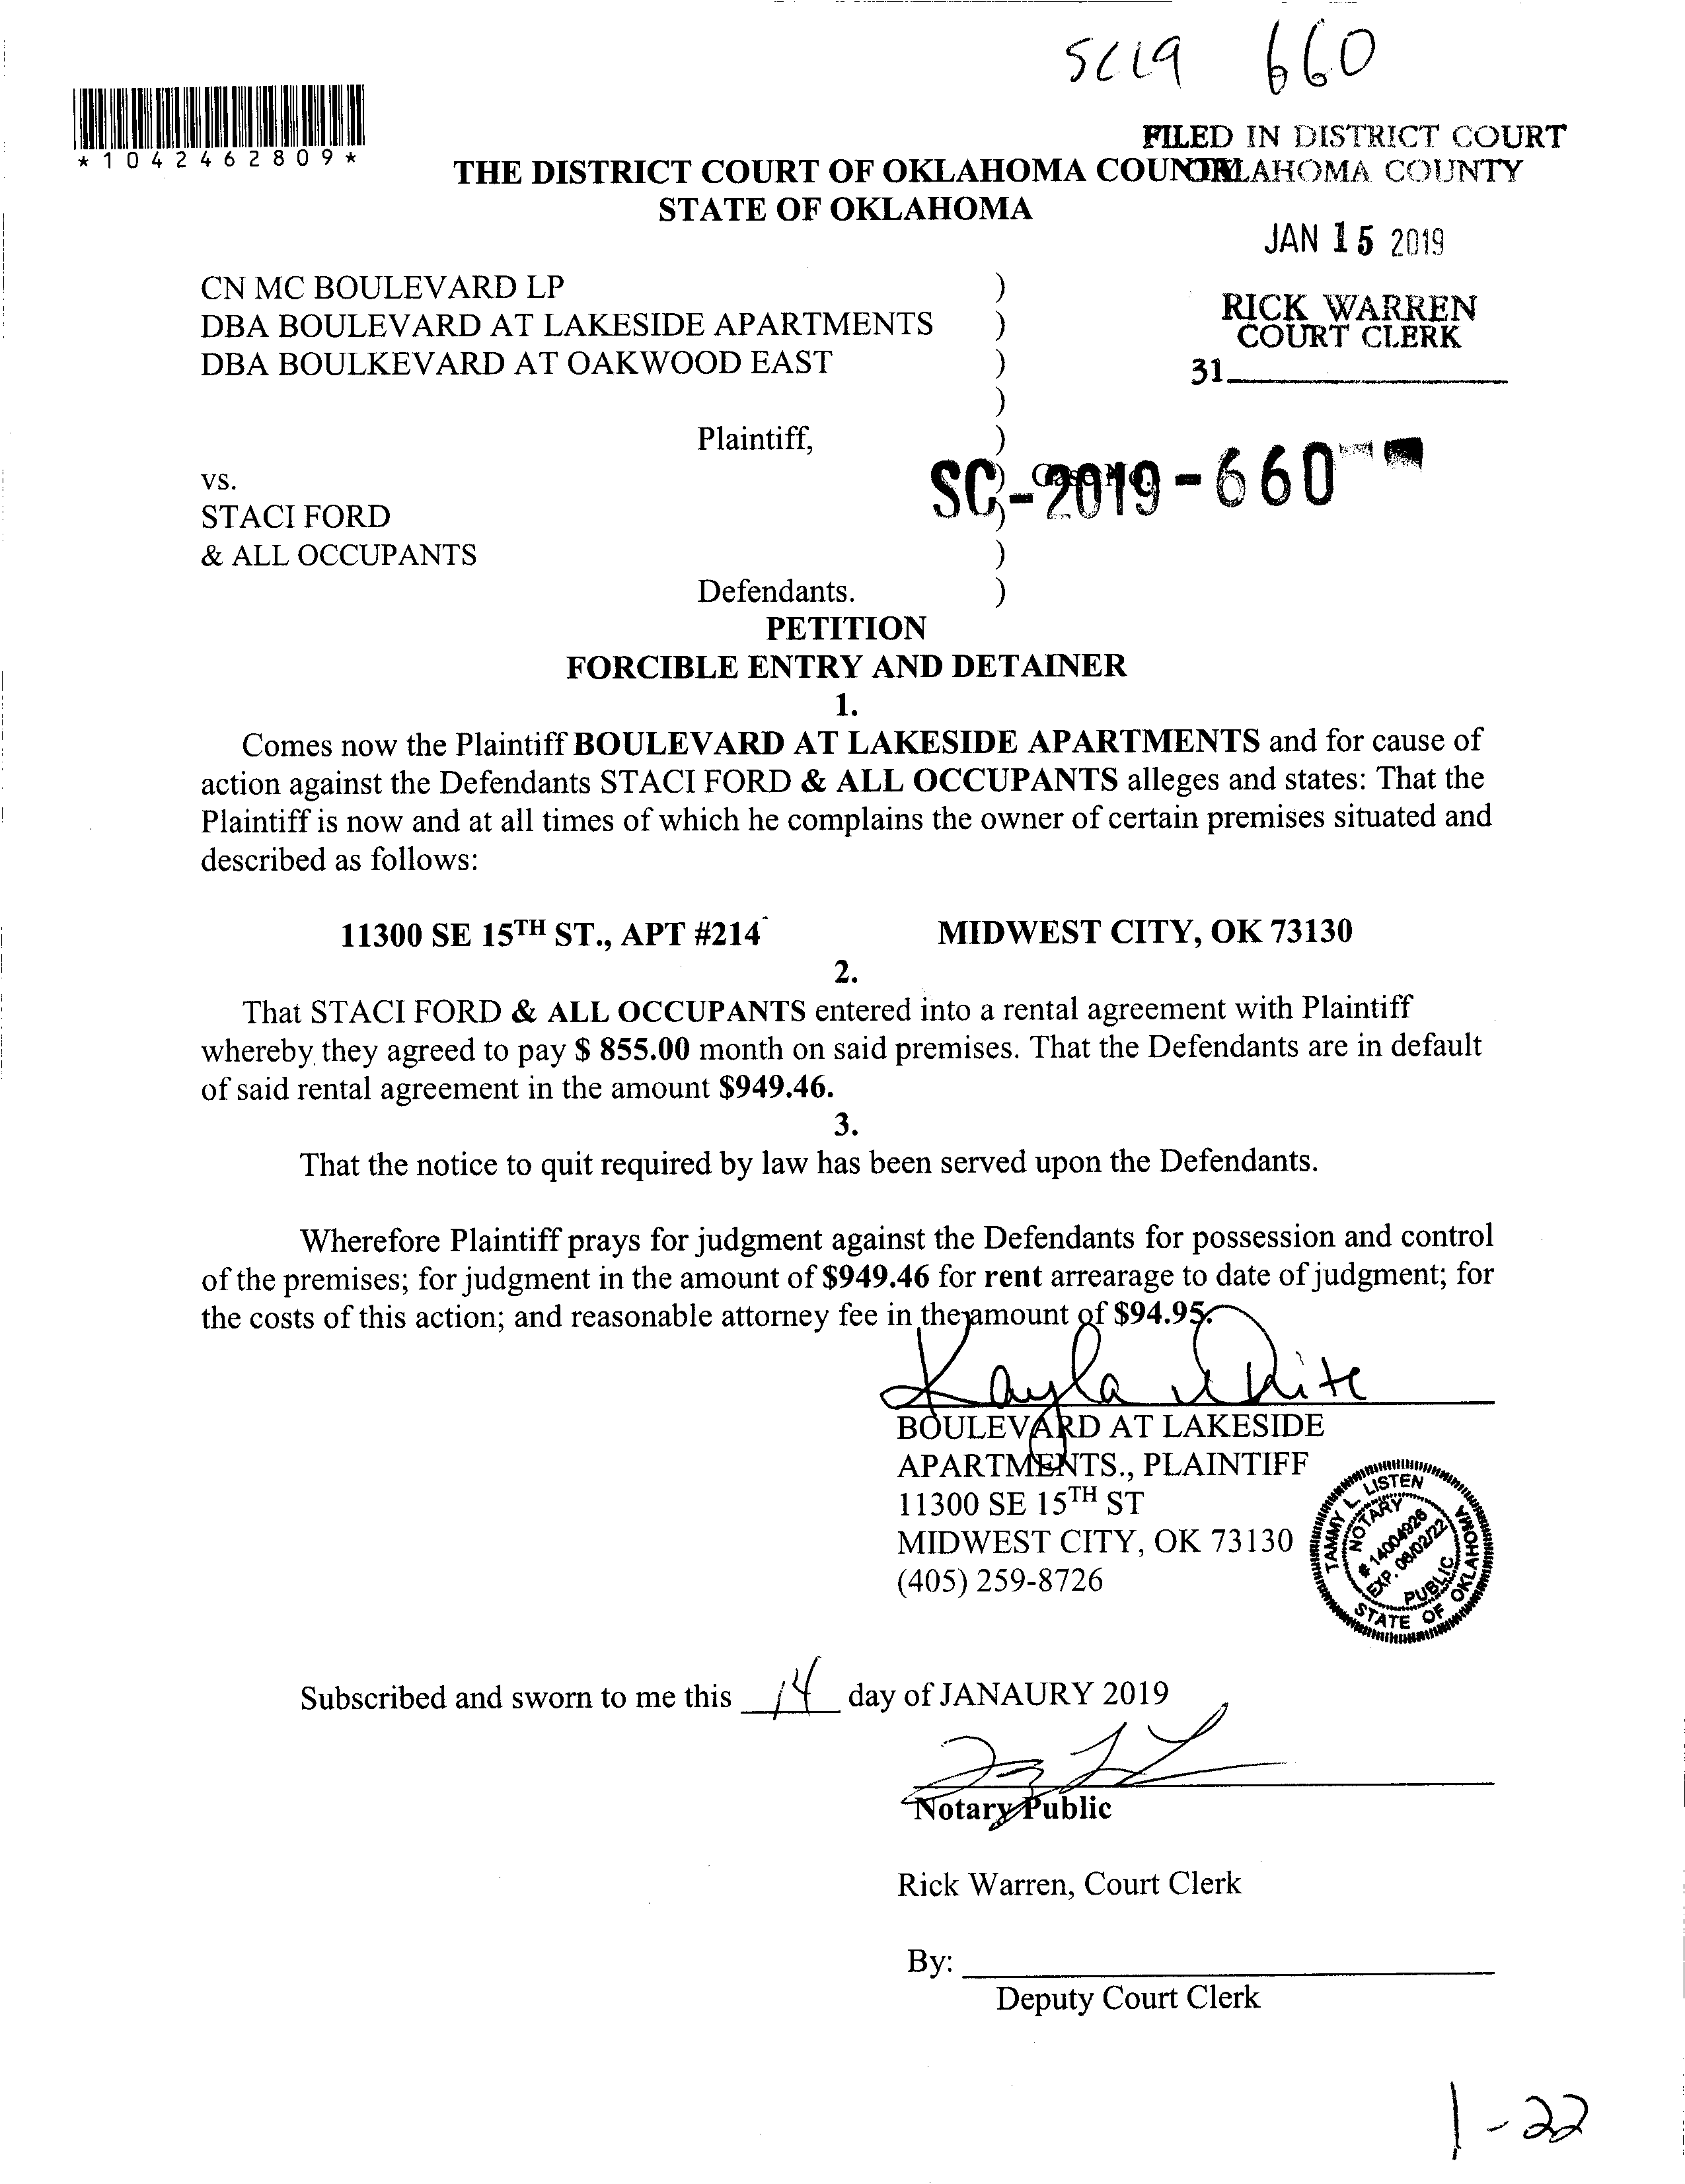 SC19 660
*1042462809*
FILED IN DISTRICT COURT
OKLAHOMA COUNTY
THE DISTRICT COURT OF OKLAHOMA COUNTY
STATE OF OKLAHOMA
JAN 15 2019
CN MC BOULEVARD LP )
DBA BOULEVARD AT LAKESIDE APARTMENTS )
DBA BOULKEVARD AT OAKWOOD EAST )
)
RICK WARREN
COURT CLERK
31
Plaintiff, )
vs. ) Case No.
SC-2019-660
STACI FORD )
& ALL OCCUPANTS )
Defendants. )
PETITION
FORCIBLE ENTRY AND DETAINER
1.
Comes now the Plaintiff BOULEVARD AT LAKESIDE APARTMENTS and for cause of
action against the Defendants STACI FORD & ALL OCCUPANTS alleges and states: That the
Plaintiff is now and at all times of which he complains the owner of certain premises situated and
described as follows:
11300 SE 15TH ST., APT #214 MIDWEST CITY, OK 73130
2.
That STACI FORD & ALL OCCUPANTS entered into a rental agreement with Plaintiff
whereby they agreed to pay $ 855.00 month on said premises. That the Defendants are in default
of said rental agreement in the amount $949.46.
3.
That the notice to quit required by law has been served upon the Defendants.
Wherefore Plaintiff prays for judgment against the Defendants for possession and control
of the premises; for judgment in the amount of $949.46 for rent arrearage to date of judgment; for
the costs of this action; and reasonable attorney fee in the amount of $94.95.
Kayla White
BOULEVARD AT LAKESIDE
APARTMENTS., PLAINTIFF
11300 SE 15TH ST
MIDWEST CITY, OK 73130
(405) 259-8726
TAMMY L. LISTEN
NOTARY
# 14004926
EXP. 06/02/22
PUBLIC
STATE OF OKLAHOMA
Subscribed and sworn to me this 14 day of JANAURY 2019
Notary Public
Rick Warren, Court Clerk
By:
Deputy Court Clerk
1-22